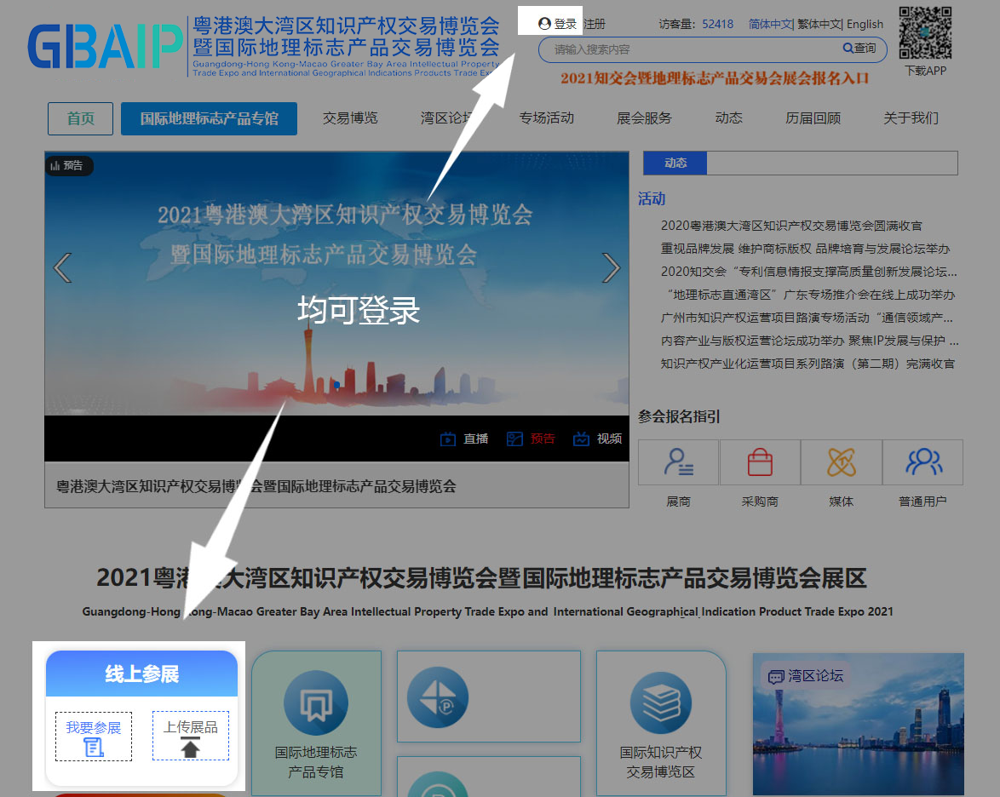 GBAIP
粤港澳大湾区知识产权交易博览会
暨国际地理标志产品交易博览会
Guangdong-Hong Kong-Macao Greater Bay Area Intellectual Property
Trade Expo and International Geographical Indications Products Trade
登录 注册
访客量：52418 简体中文| 繁体中文| English
请输入搜索内容 查询
下载APP
2021知交会暨地理标志产品交易会展会报名入口
首页 国际地理标志产品专馆 交易博览 湾区论坛 专场活动 展会服务 动态 历届回顾 关于我们
预告
2021粤港澳大湾区知识产权交易博览会
暨国际地理标志产品交易博览会
均可登录
直播 预告 视频
粤港澳大湾区知识产权交易博览会暨国际地理标志产品交易博览会
动态
活动
2020粤港澳大湾区知识产权交易博览会圆满收官
重视品牌发展 维护商标版权 品牌培育与发展论坛举办
2020知交会“专利信息情报支撑高质量创新发展论坛...
“地理标志直通湾区”广东专场推介会在线上成功举办
广州市知识产权运营项目路演专场活动“通信领域产...
内容产业与版权运营论坛成功举办 聚焦IP发展与保护 ...
知识产权产业化运营项目系列路演（第二期）完满收官
参会报名指引
展商 采购商 媒体 普通用户
2021粤港澳大湾区知识产权交易博览会暨国际地理标志产品交易博览会展区
Guangdong-Hong Kong-Macao Greater Bay Area Intellectual Property Trade Expo and International Geographical Indication Product Trade Expo 2021
线上参展
我要参展 上传展品
国际地理标志
产品专馆
国际知识产权
交易博览区
湾区论坛